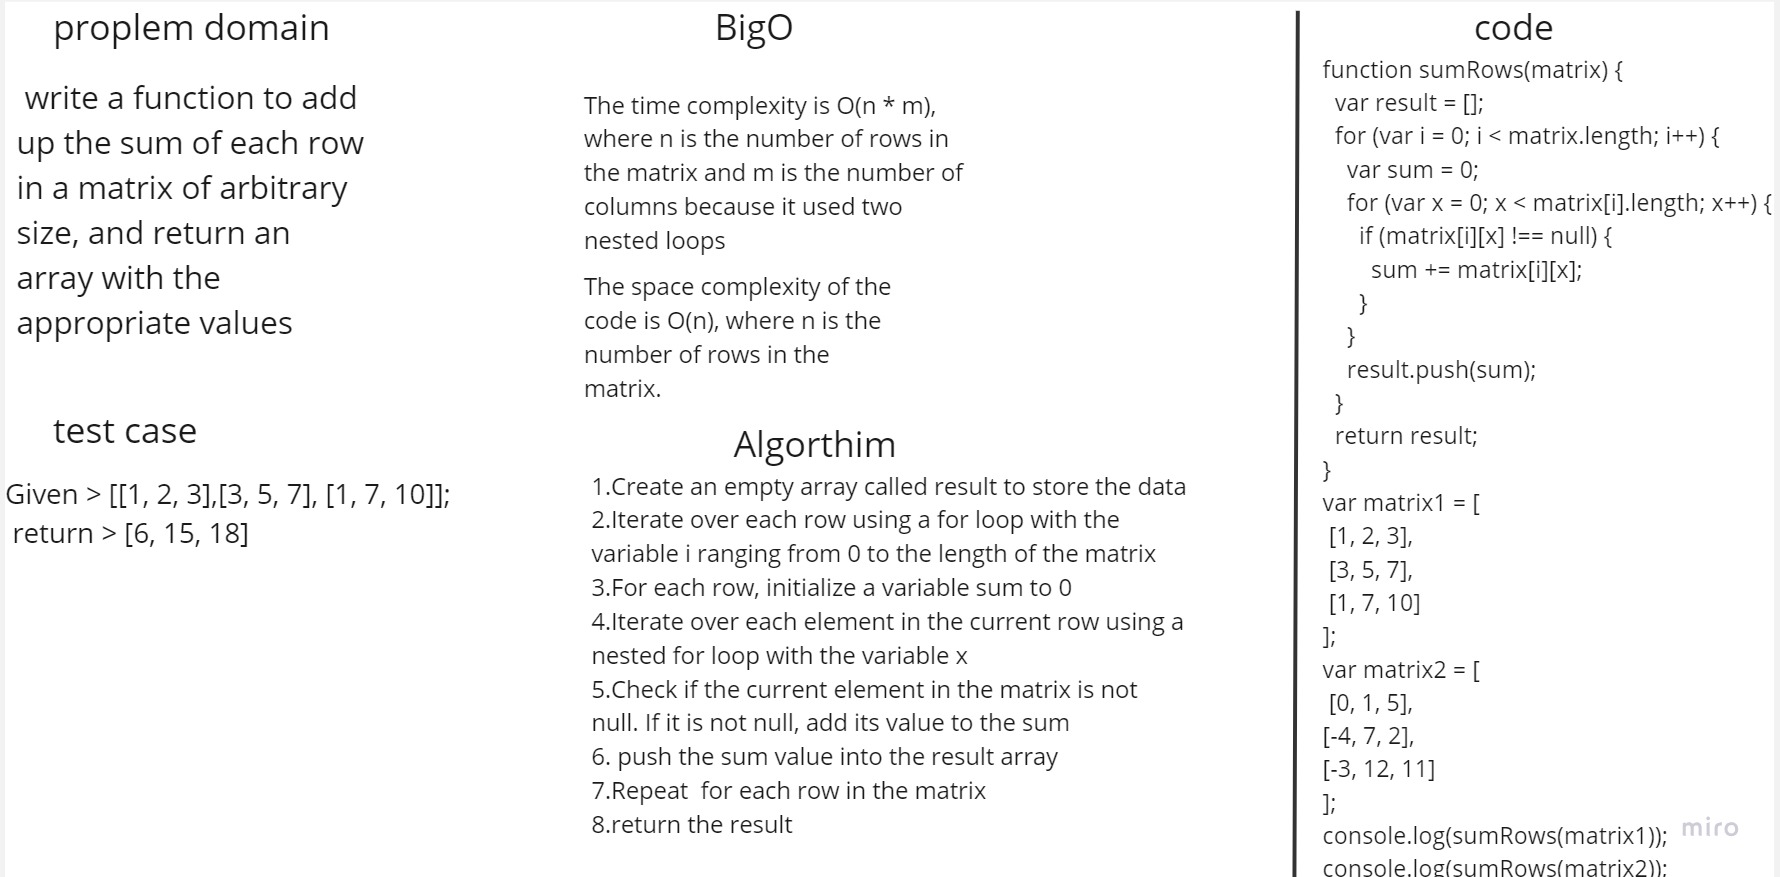 proplem domain
write a function to add
up the sum of each row
in a matrix of arbitrary
size, and return an
array with the
appropriate values
test case
Given > [[1, 2, 3],[3, 5, 7], [1, 7, 10]];
return > [6, 15, 18]
BigO
The time complexity is O(n * m),
where n is the number of rows in
the matrix and m is the number of
columns because it used two
nested loops
The space complexity of the
code is O(n), where n is the
number of rows in the
matrix.
Algorthim
1.Create an empty array called result to store the data
2.Iterate over each row using a for loop with the
variable i ranging from 0 to the length of the matrix
3.For each row, initialize a variable sum to 0
4.Iterate over each element in the current row using a
nested for loop with the variable x
5.Check if the current element in the matrix is not
null. If it is not null, add its value to the sum
6. push the sum value into the result array
7.Repeat  for each row in the matrix
8.return the result
code
function sumRows(matrix) {
  var result = [];
  for (var i = 0; i < matrix.length; i++) {
    var sum = 0;
    for (var x = 0; x < matrix[i].length; x++) {
      if (matrix[i][x] !== null) {
        sum += matrix[i][x];
      }
    }
    result.push(sum);
  }
  return result;
}
var matrix1 = [
 [1, 2, 3],
 [3, 5, 7],
 [1, 7, 10]
];
var matrix2 = [
 [0, 1, 5],
[-4, 7, 2],
[-3, 12, 11]
];
console.log(sumRows(matrix1));
console.log(sumRows(matrix2));
miro